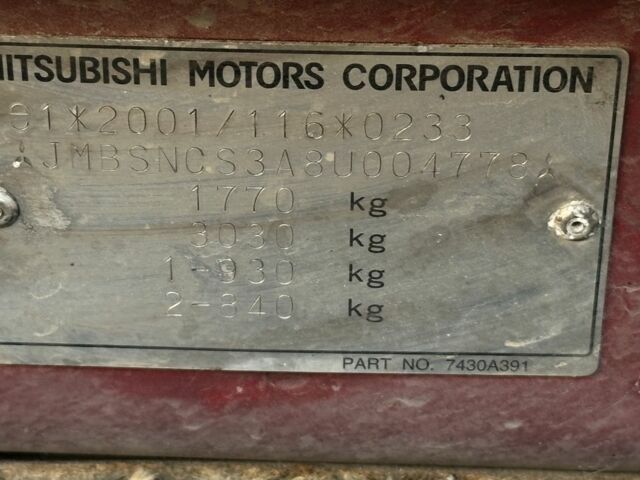 MITSUBISHI MOTORS CORPORATION
01*2001/116*0233
JMBSNCS3A8U004778
1770 kg
3030 kg
1-930 kg
2-840 kg
PART NO. 7430A391